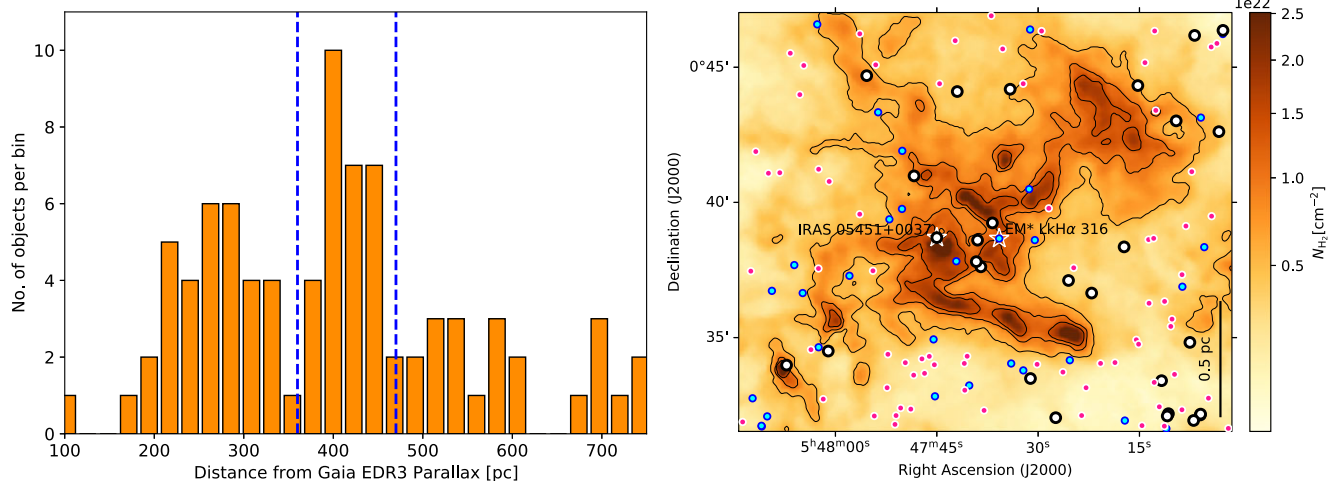 10
8
6
4
2
0
No. of objects per bin
100
200
300
400
500
600
700
Distance from Gaia EDR3 Parallax [pc]
1e22
0°45'
40'
35'
Declination (J2000)
IRAS 05451+0037
EM* LkHα 316
0.5 pc
5ʰ48ᵐ00ˢ
47ᵐ45ˢ
30ˢ
15ˢ
Right Ascension (J2000)
2.5
2.0
1.5
1.0
0.5
N_H₂ [cm⁻²]